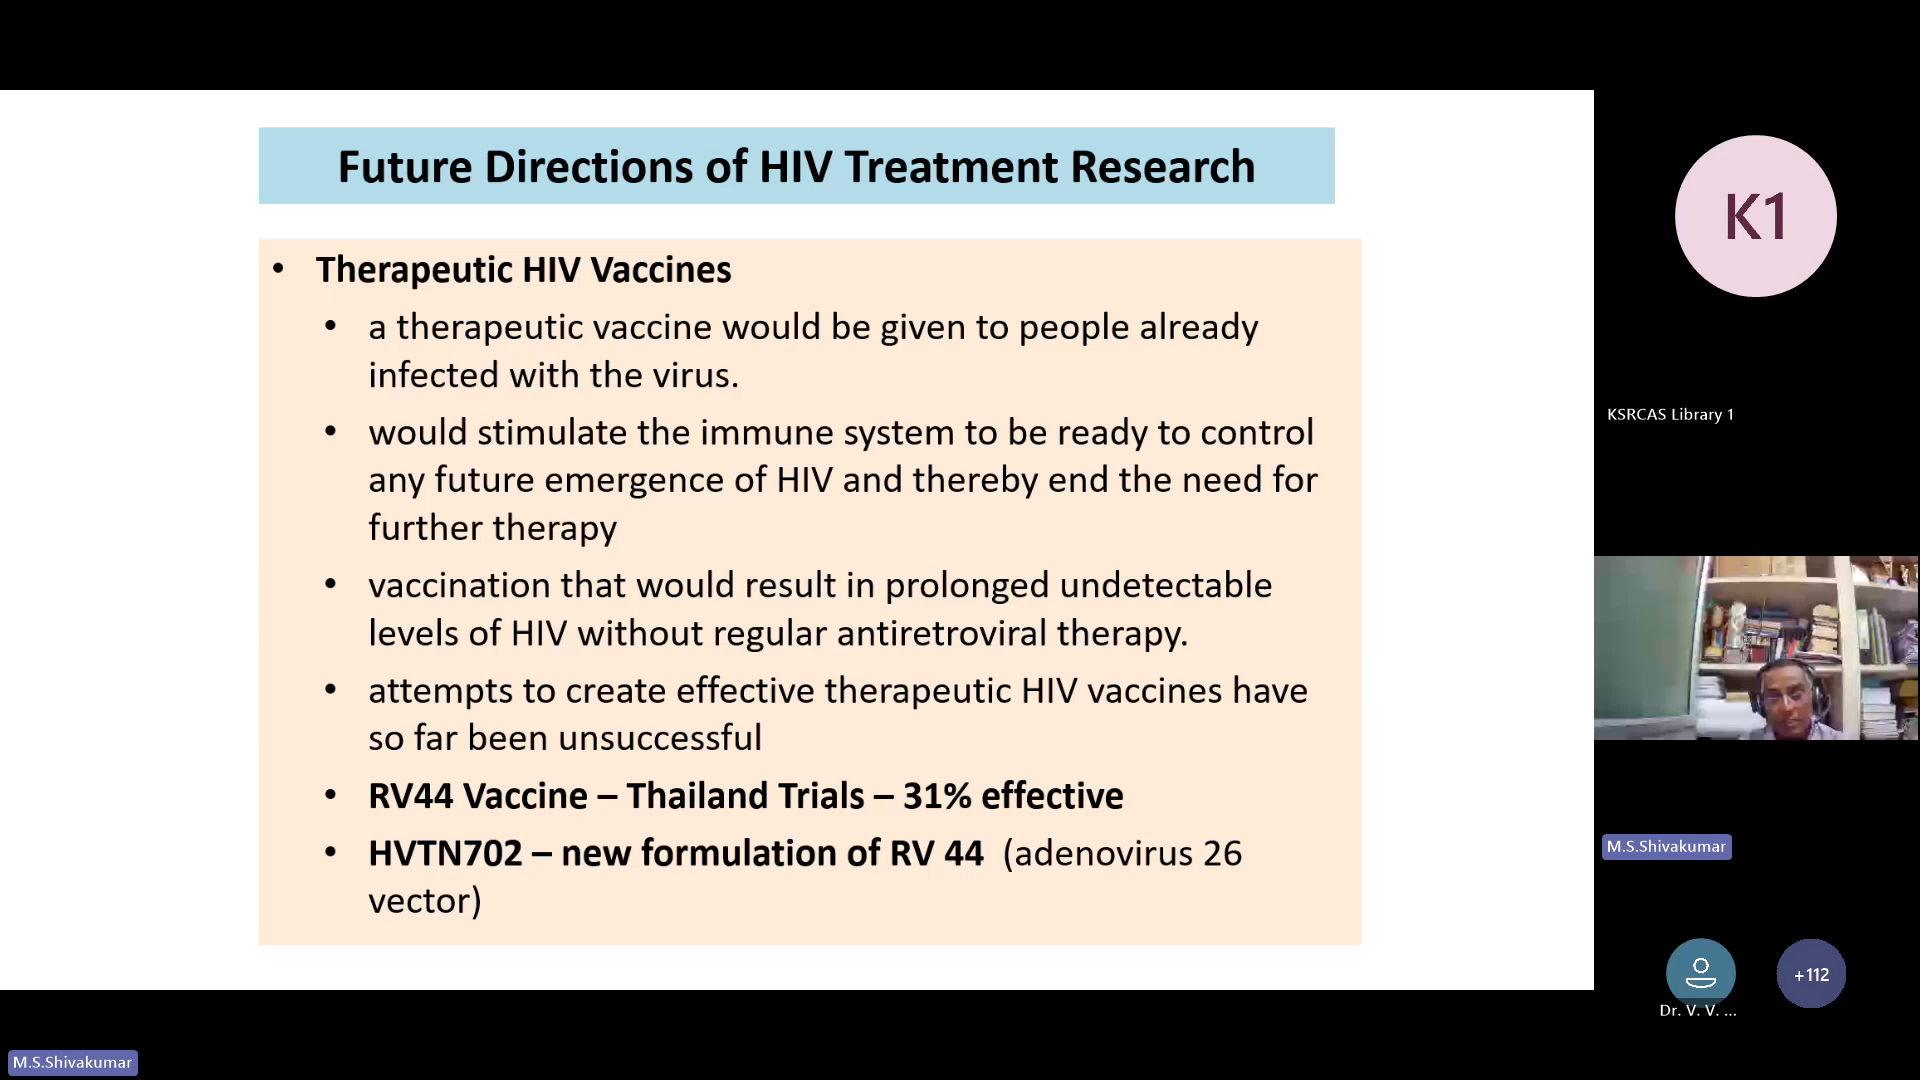 Future Directions of HIV Treatment Research
• Therapeutic HIV Vaccines
• a therapeutic vaccine would be given to people already
infected with the virus.
• would stimulate the immune system to be ready to control
any future emergence of HIV and thereby end the need for
further therapy
• vaccination that would result in prolonged undetectable
levels of HIV without regular antiretroviral therapy.
• attempts to create effective therapeutic HIV vaccines have
so far been unsuccessful
• RV44 Vaccine – Thailand Trials – 31% effective
• HVTN702 – new formulation of RV 44 (adenovirus 26
vector)
K1
KSRCAS Library 1
M.S.Shivakumar
+112
Dr. V. V. ...
M.S.Shivakumar